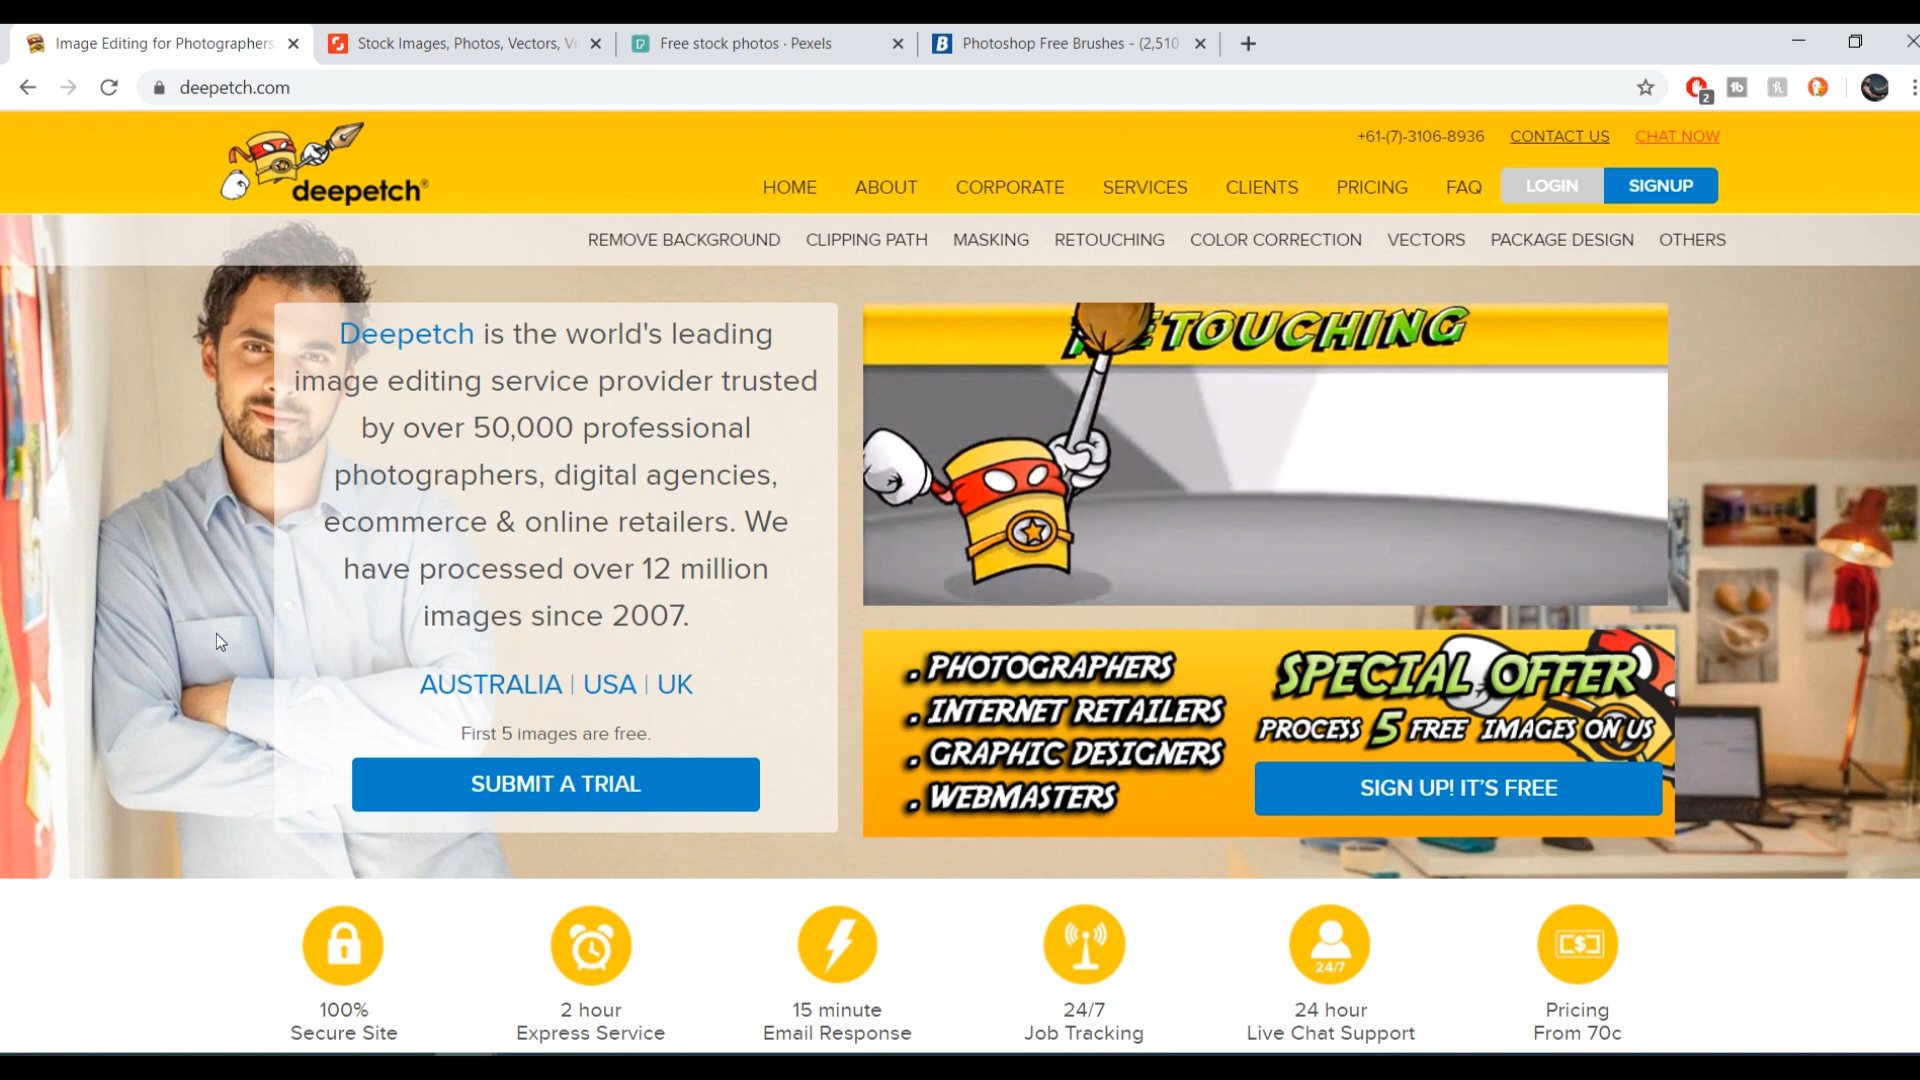 Image Editing for Photographers,
Stock Images, Photos, Vectors, Vi
Free stock photos · Pexels
Photoshop Free Brushes - (2,510
deepetch.com
2
deepetch®
+61-(7)-3106-8936 CONTACT US CHAT NOW
HOME ABOUT CORPORATE SERVICES CLIENTS PRICING FAQ LOGIN SIGNUP
REMOVE BACKGROUND CLIPPING PATH MASKING RETOUCHING COLOR CORRECTION VECTORS PACKAGE DESIGN OTHERS
Deepetch is the world's leading
image editing service provider trusted
by over 50,000 professional
photographers, digital agencies,
ecommerce & online retailers. We
have processed over 12 million
images since 2007.
AUSTRALIA | USA | UK
First 5 images are free.
SUBMIT A TRIAL
RETOUCHING
. PHOTOGRAPHERS
. INTERNET RETAILERS
. GRAPHIC DESIGNERS
. WEBMASTERS
SPECIAL OFFER
PROCESS 5 FREE IMAGES ON US
SIGN UP! IT'S FREE
24/7
100%
Secure Site
2 hour
Express Service
15 minute
Email Response
24/7
Job Tracking
24 hour
Live Chat Support
Pricing
From 70c